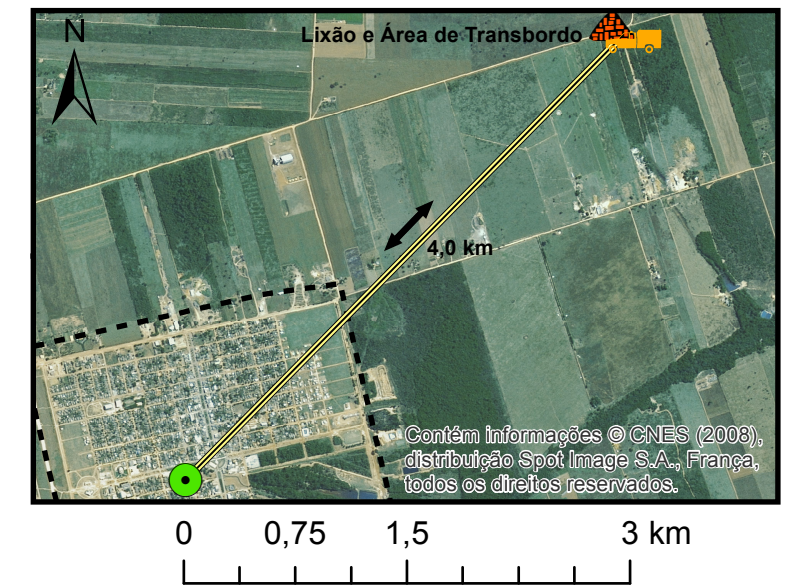 N
Lixão e Área de Transbordo
4,0 km
Contém informações © CNES (2008),
distribuição Spot Image S.A., França,
todos os direitos reservados.
0 0,75 1,5 3 km